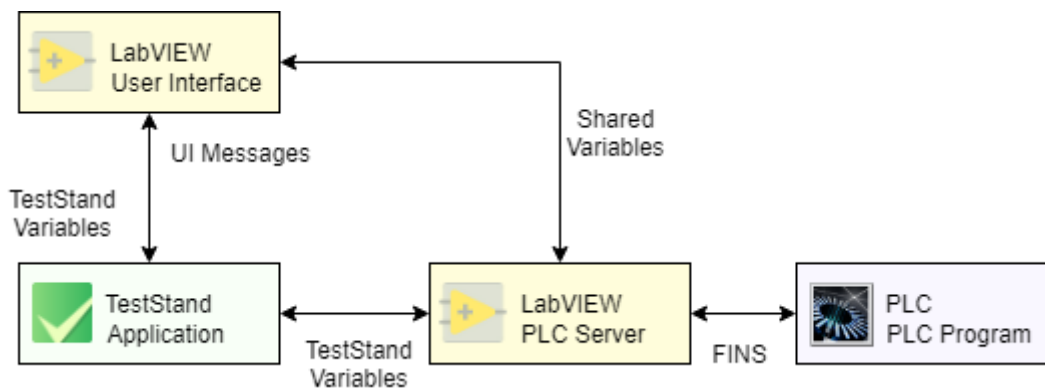 LabVIEW
User Interface
Shared
Variables
UI Messages
TestStand
Variables
TestStand
Application
LabVIEW
PLC Server
PLC
PLC Program
TestStand
Variables
FINS